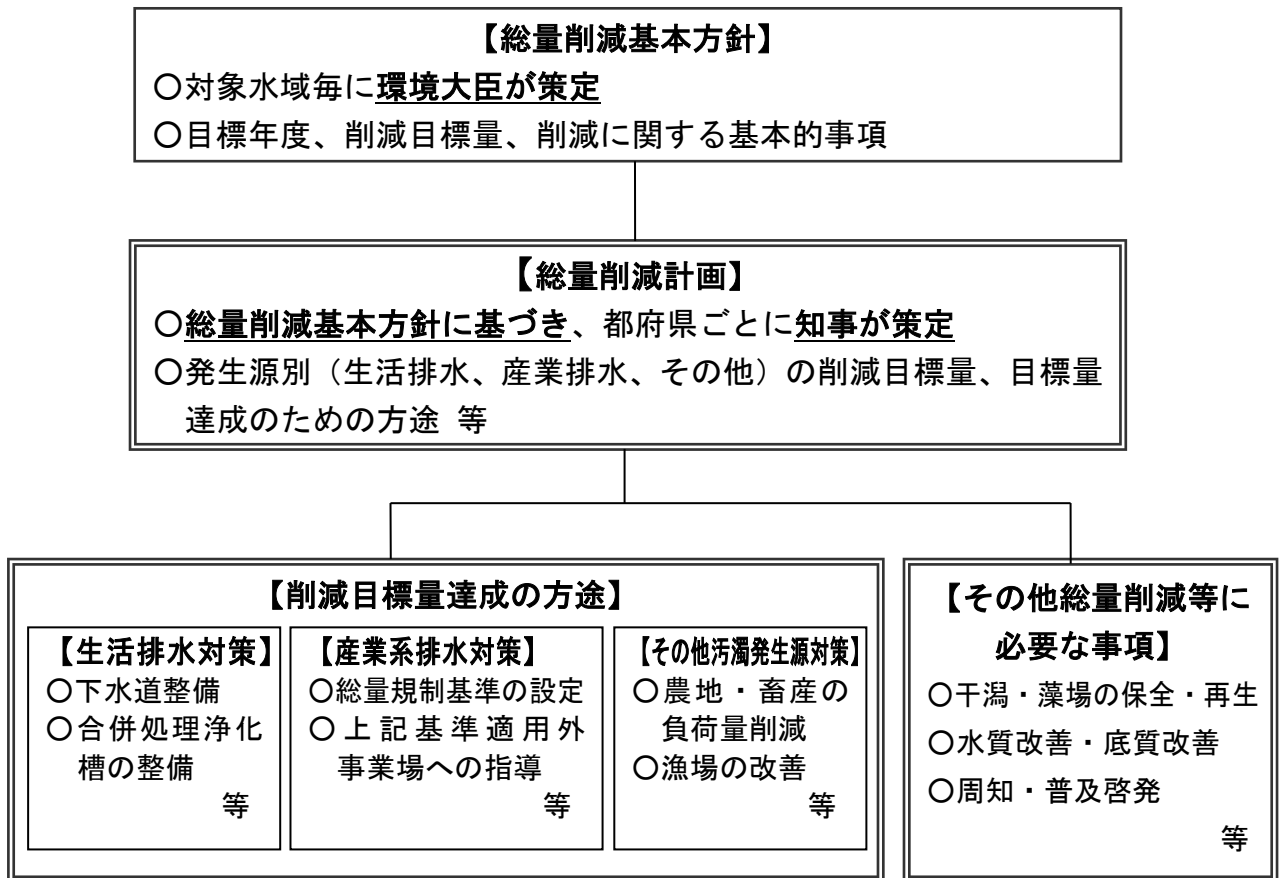 【総量削減基本方針】
○対象水域毎に環境大臣が策定
○目標年度、削減目標量、削減に関する基本的事項
【総量削減計画】
○総量削減基本方針に基づき、都府県ごとに知事が策定
○発生源別（生活排水、産業排水、その他）の削減目標量、目標量
達成のための方途 等
【削減目標量達成の方途】
【生活排水対策】
○下水道整備
○合併処理浄化
槽の整備
等
【産業系排水対策】
○総量規制基準の設定
○上記基準適用外
事業場への指導
等
【その他汚濁発生源対策】
○農地・畜産の
負荷量削減
○漁場の改善
等
【その他総量削減等に
必要な事項】
○干潟・藻場の保全・再生
○水質改善・底質改善
○周知・普及啓発
等